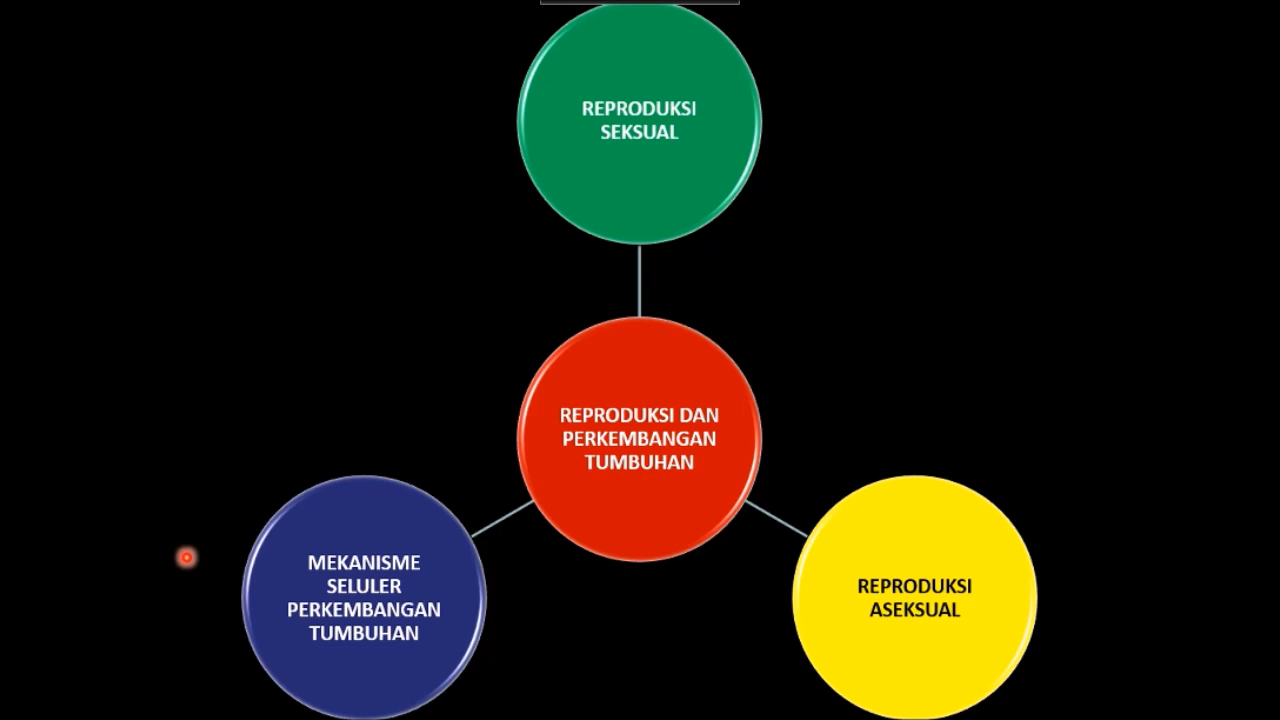 REPRODUKSI
SEKSUAL
REPRODUKSI DAN
PERKEMBANGAN
TUMBUHAN
MEKANISME
SELULER
PERKEMBANGAN
TUMBUHAN
REPRODUKSI
ASEKSUAL